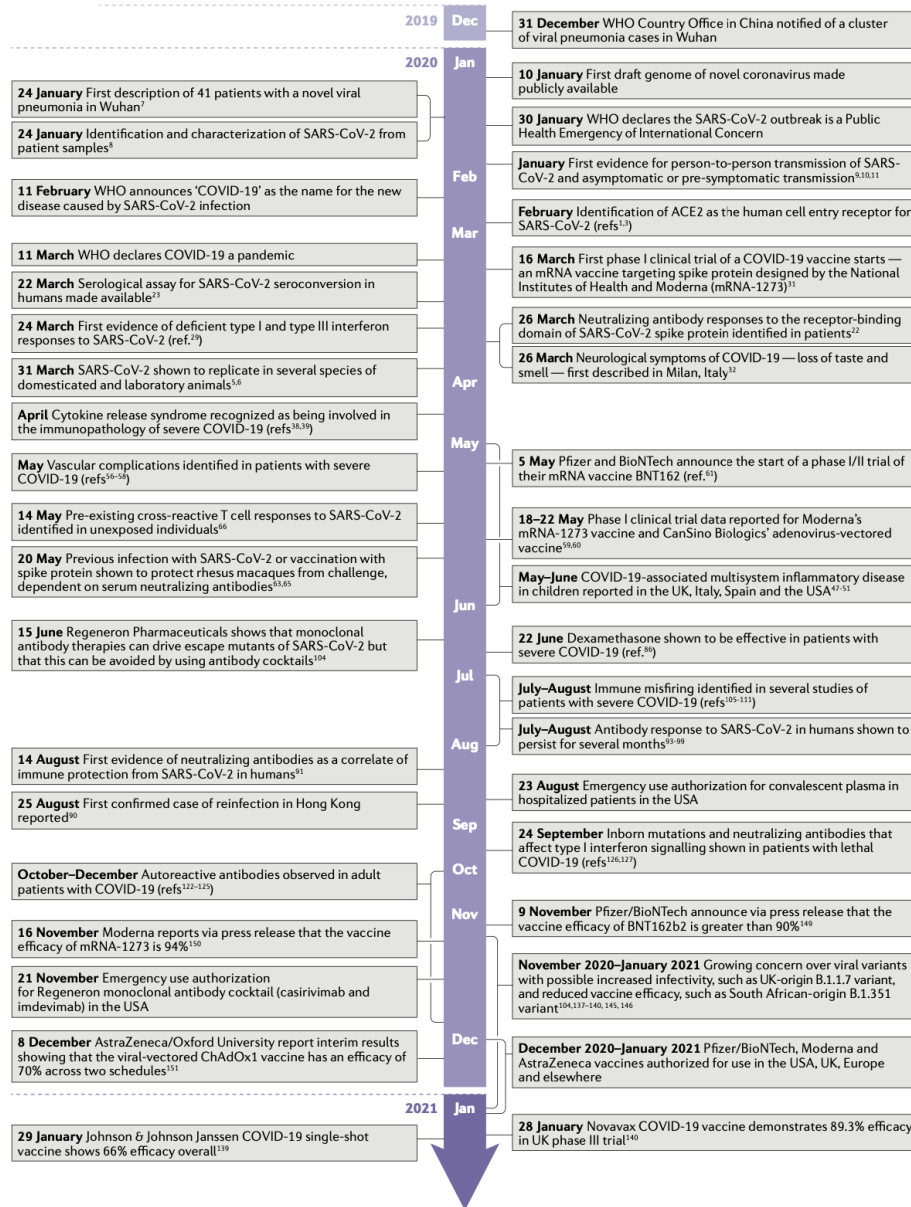 2019 Dec
31 December WHO Country Office in China notified of a cluster
of viral pneumonia cases in Wuhan
2020 Jan
10 January First draft genome of novel coronavirus made
publicly available
24 January First description of 41 patients with a novel viral
pneumonia in Wuhan7
24 January Identification and characterization of SARS-CoV-2 from
patient samples8
30 January WHO declares the SARS-CoV-2 outbreak is a Public
Health Emergency of International Concern
January First evidence for person-to-person transmission of SARS-
CoV-2 and asymptomatic or pre-symptomatic transmission9,10,11
Feb
11 February WHO announces ‘COVID-19’ as the name for the new
disease caused by SARS-CoV-2 infection
February Identification of ACE2 as the human cell entry receptor for
SARS-CoV-2 (refs1,3)
Mar
11 March WHO declares COVID-19 a pandemic
16 March First phase I clinical trial of a COVID-19 vaccine starts —
an mRNA vaccine targeting spike protein designed by the National
Institutes of Health and Moderna (mRNA-1273)31
22 March Serological assay for SARS-CoV-2 seroconversion in
humans made available23
24 March First evidence of deficient type I and type III interferon
responses to SARS-CoV-2 (ref.29)
26 March Neutralizing antibody responses to the receptor-binding
domain of SARS-CoV-2 spike protein identified in patients22
26 March Neurological symptoms of COVID-19 — loss of taste and
smell — first described in Milan, Italy32
31 March SARS-CoV-2 shown to replicate in several species of
domesticated and laboratory animals5,6
Apr
April Cytokine release syndrome recognized as being involved in
the immunopathology of severe COVID-19 (refs38,39)
May
May Vascular complications identified in patients with severe
COVID-19 (refs56–58)
5 May Pfizer and BioNTech announce the start of a phase I/II trial of
their mRNA vaccine BNT162 (ref.61)
14 May Pre-existing cross-reactive T cell responses to SARS-CoV-2
identified in unexposed individuals66
18–22 May Phase I clinical trial data reported for Moderna’s
mRNA-1273 vaccine and CanSino Biologics’ adenovirus-vectored
vaccine59,60
20 May Previous infection with SARS-CoV-2 or vaccination with
spike protein shown to protect rhesus macaques from challenge,
dependent on serum neutralizing antibodies63,65
May–June COVID-19-associated multisystem inflammatory disease
in children reported in the UK, Italy, Spain and the USA47-51
Jun
15 June Regeneron Pharmaceuticals shows that monoclonal
antibody therapies can drive escape mutants of SARS-CoV-2 but
that this can be avoided by using antibody cocktails104
22 June Dexamethasone shown to be effective in patients with
severe COVID-19 (ref.86)
Jul
July–August Immune misfiring identified in several studies of
patients with severe COVID-19 (refs105-111)
July–August Antibody response to SARS-CoV-2 in humans shown to
persist for several months93-99
Aug
14 August First evidence of neutralizing antibodies as a correlate of
immune protection from SARS-CoV-2 in humans91
23 August Emergency use authorization for convalescent plasma in
hospitalized patients in the USA
25 August First confirmed case of reinfection in Hong Kong
reported90
Sep
24 September Inborn mutations and neutralizing antibodies that
affect type I interferon signalling shown in patients with lethal
COVID-19 (refs126,127)
Oct
October–December Autoreactive antibodies observed in adult
patients with COVID-19 (refs122–125)
Nov
9 November Pfizer/BioNTech announce via press release that the
vaccine efficacy of BNT162b2 is greater than 90%149
16 November Moderna reports via press release that the vaccine
efficacy of mRNA-1273 is 94%150
November 2020–January 2021 Growing concern over viral variants
with possible increased infectivity, such as UK-origin B.1.1.7 variant,
and reduced vaccine efficacy, such as South African-origin B.1.351
variant104,137–140, 145, 146
21 November Emergency use authorization
for Regeneron monoclonal antibody cocktail (casirivimab and
imdevimab) in the USA
Dec
8 December AstraZeneca/Oxford University report interim results
showing that the viral-vectored ChAdOx1 vaccine has an efficacy of
70% across two schedules151
December 2020–January 2021 Pfizer/BioNTech, Moderna and
AstraZeneca vaccines authorized for use in the USA, UK, Europe
and elsewhere
2021 Jan
28 January Novavax COVID-19 vaccine demonstrates 89.3% efficacy
in UK phase III trial140
29 January Johnson & Johnson Janssen COVID-19 single-shot
vaccine shows 66% efficacy overall139